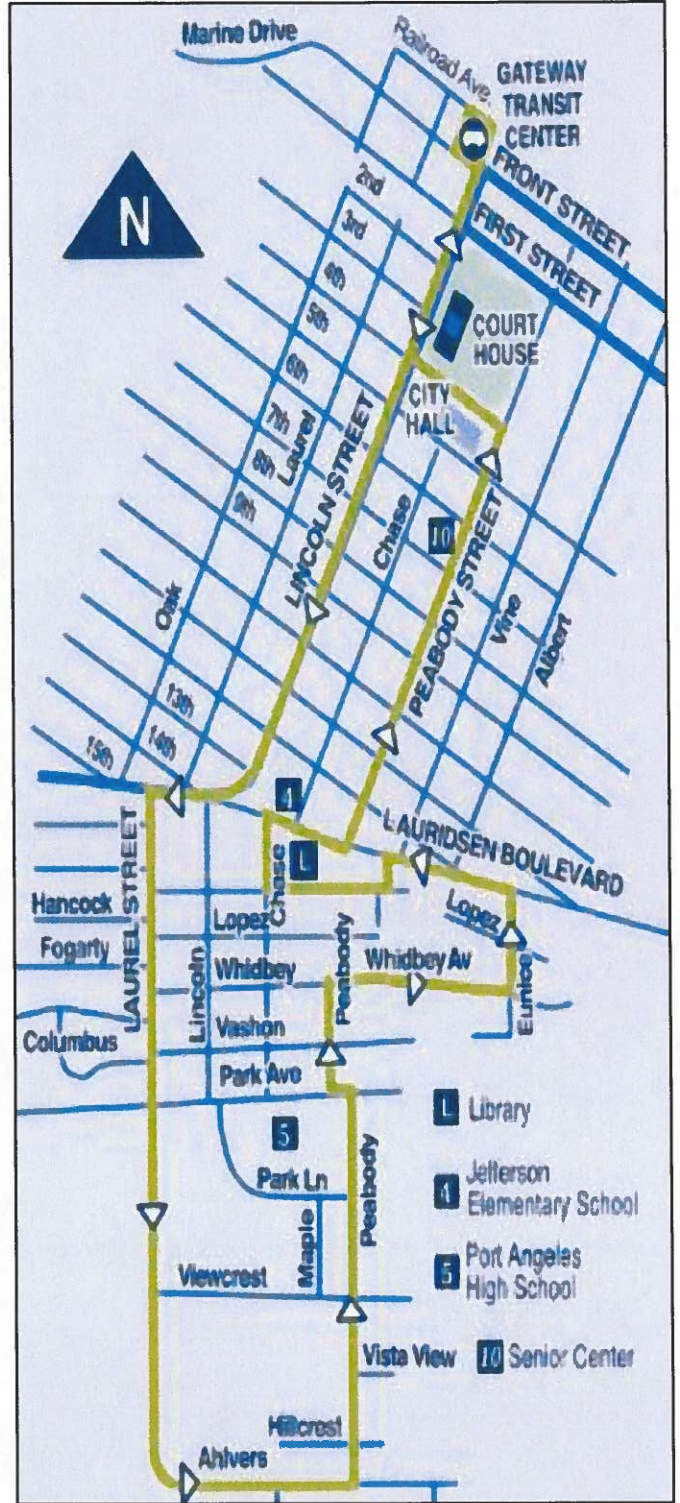 Marine Drive
Railroad Ave.
GATEWAY
TRANSIT
CENTER
N
FRONT STREET
FIRST STREET
2nd
3rd
4th
5th
6th
7th
8th
9th
Laurel
COURT
HOUSE
CITY
HALL
LINCOLN STREET
Chase
10
PEABODY STREET
Vine
Albert
Oak
13th
14th
15th
4
L
LAURIDSEN BOULEVARD
LAUREL STREET
Chase
Hancock
Lopez
Lopez
Fogarty
Lincoln
Whidbey
Peabody
Whidbey Av
Eunice
Columbus
Vashon
Park Ave
L Library
5
4 Jefferson
Elementary School
Park Ln
Peabody
Maple
5 Port Angeles
High School
Viewcrest
Vista View
10 Senior Center
Hillcrest
Ahlvers